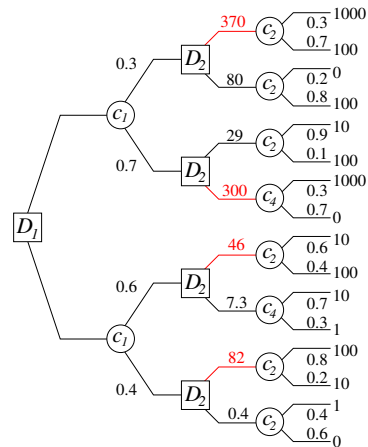 370 c2 1000
0.3
0.3 D2 0.7 100
80 c2 0
0.2
0.8 100
c1
29 c2 10
0.9
0.7 D2 0.1 100
300 c4 1000
0.3
0.7 0
D1
46 c2 10
0.6
0.6 D2 0.4 100
7.3 c4 10
0.7
0.3 1
c1
82 c2 100
0.8
0.4 D2 0.2 10
0.4 c2 1
0.4
0.6 0